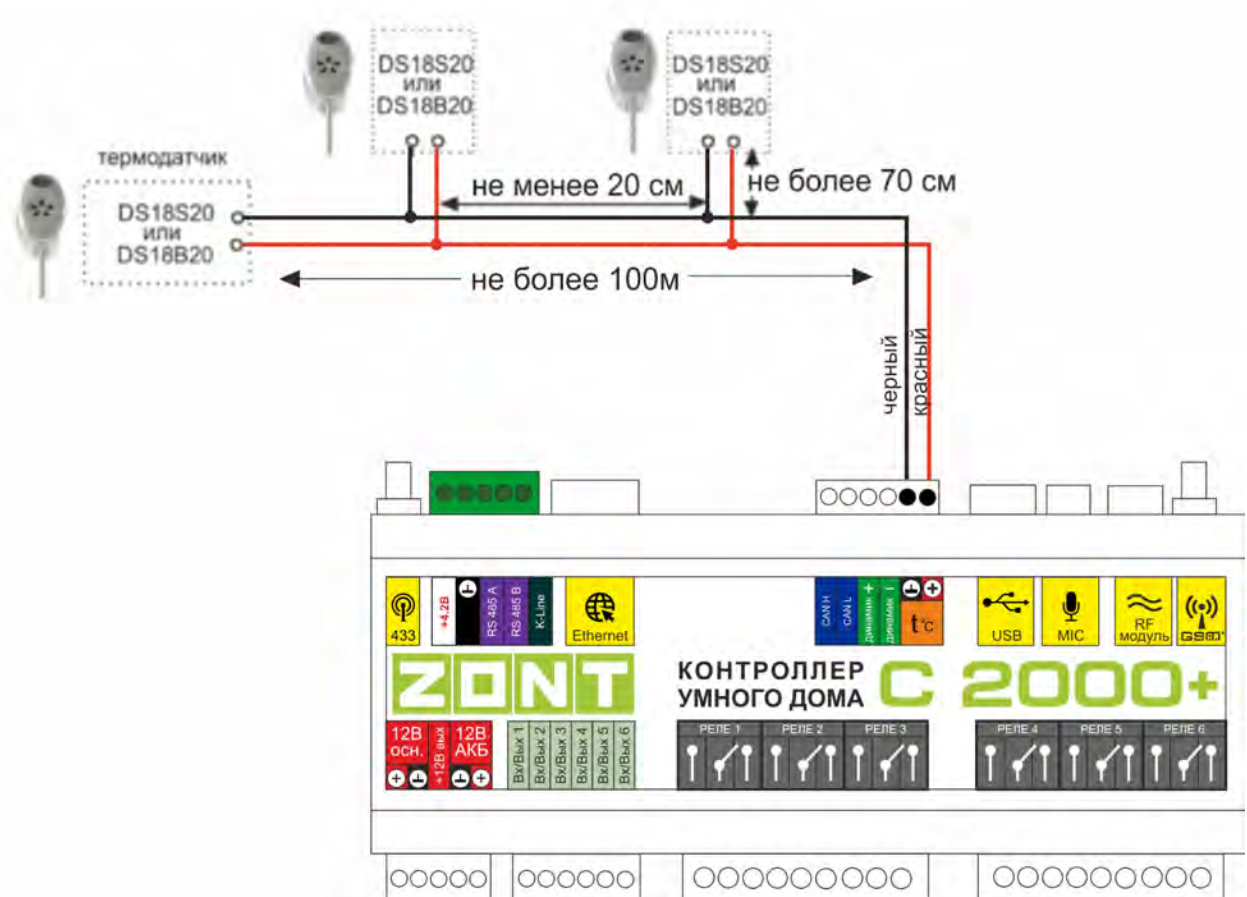 DS18S20
или
DS18B20
DS18S20
или
DS18B20
термодатчик
не менее 20 см
не более 70 см
DS18S20
или
DS18B20
не более 100м
черный
красный
433
+4.2В
RS 485 A
RS 485 B
K-Line
Ethernet
CAN H
CAN L
динамик +
динамик –
t°C
USB
MIC
RF
модуль
GSM
ZONT
КОНТРОЛЛЕР
УМНОГО ДОМА
C 2000+
12В
осн.
+12В вых
12В
АКБ
Вх/Вых 1
Вх/Вых 2
Вх/Вых 3
Вх/Вых 4
Вх/Вых 5
Вх/Вых 6
РЕЛЕ 1
РЕЛЕ 2
РЕЛЕ 3
РЕЛЕ 4
РЕЛЕ 5
РЕЛЕ 6